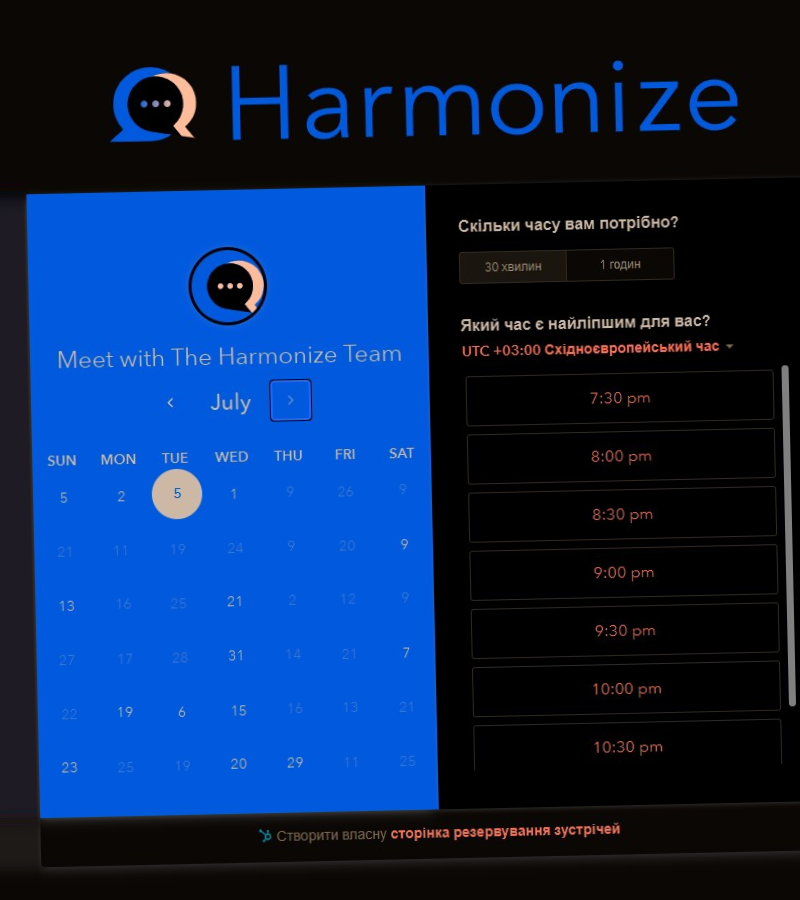 Harmonize
Meet with The Harmonize Team
July
SUN MON TUE WED THU FRI SAT
5 2 5 1 9 26 9
21 11 19 24 9 20 9
13 16 25 21 2 12 9
27 17 28 31 14 21 7
22 19 6 15 16 13 21
23 25 19 20 29 11 25
Скільки часу вам потрібно?
30 хвилин 1 годин
Який час є найліпшим для вас?
UTC +03:00 Східноєвропейський час
7:30 pm
8:00 pm
8:30 pm
9:00 pm
9:30 pm
10:00 pm
10:30 pm
Створити власну сторінка резервування зустрічей